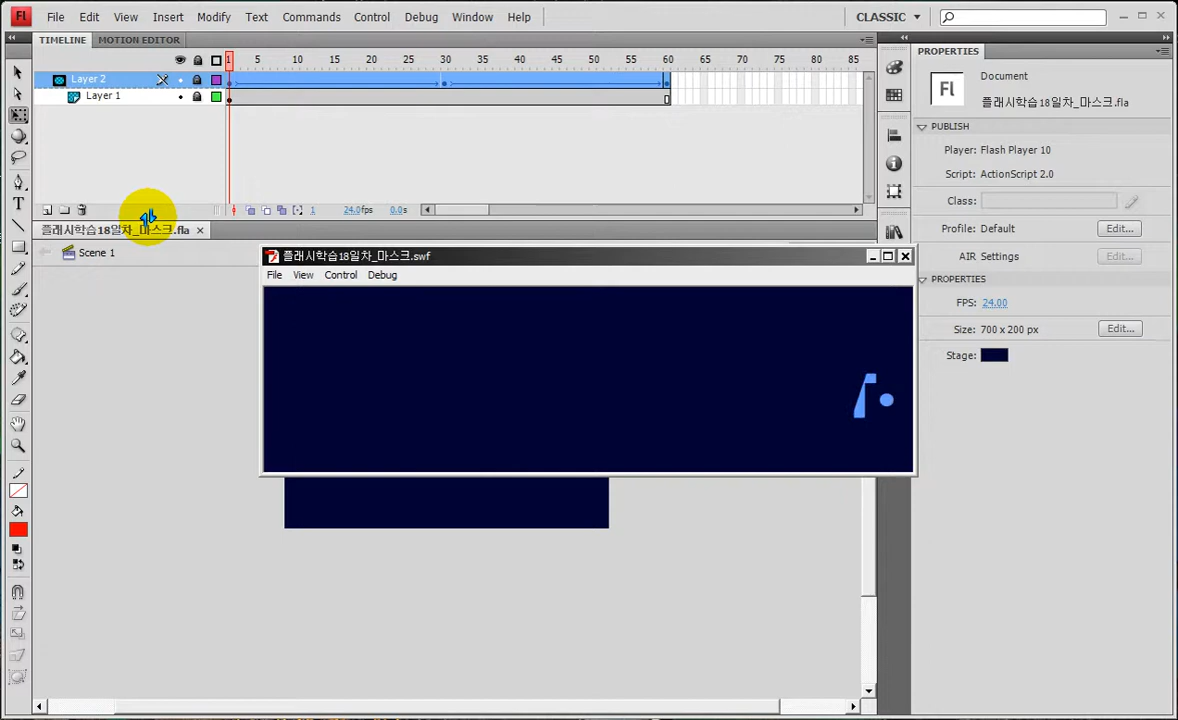 Fl File Edit View Insert Modify Text Commands Control Debug Window Help CLASSIC
TIMELINE MOTION EDITOR
1 5 10 15 20 25 30 35 40 45 50 55 60 65 70 75 80 85
Layer 2
Layer 1
1 24.0fps 0.0s
플래시학습18일차_마스크.fla
Scene 1
플래시학습18일차_마스크.swf
File View Control Debug
PROPERTIES
Fl
Document
플래시학습18일차_마스크.fla
PUBLISH
Player: Flash Player 10
Script: ActionScript 2.0
Class:
Profile: Default Edit...
AIR Settings Edit...
PROPERTIES
FPS: 24.00
Size: 700 x 200 px Edit...
Stage: